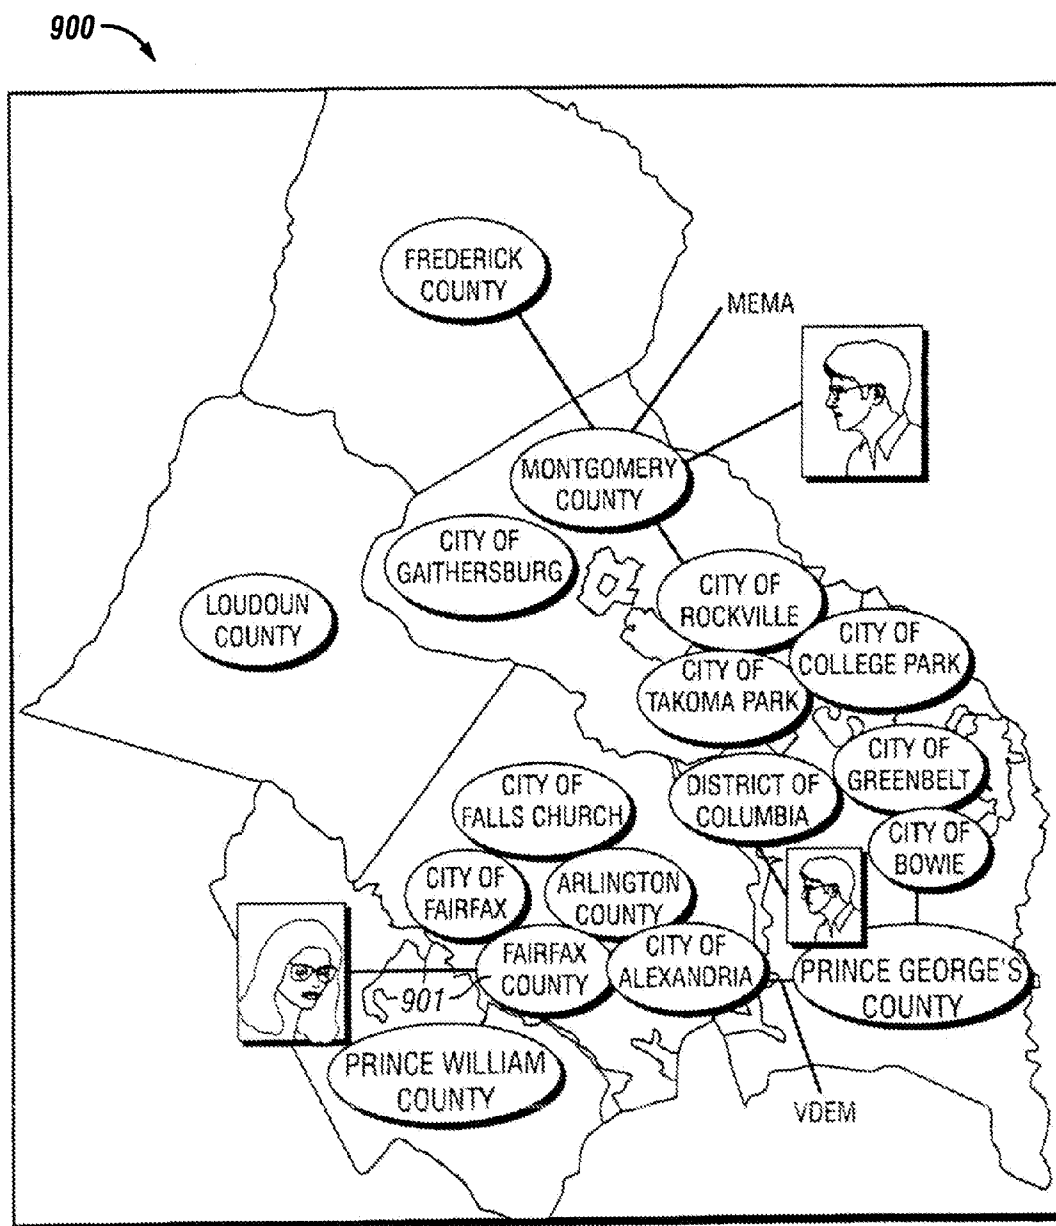 900
FREDERICK
COUNTY
MEMA
MONTGOMERY
COUNTY
CITY OF
GAITHERSBURG
LOUDOUN
COUNTY
CITY OF
ROCKVILLE
CITY OF
COLLEGE PARK
CITY OF
TAKOMA PARK
CITY OF
GREENBELT
DISTRICT OF
COLUMBIA
CITY OF
FALLS CHURCH
CITY OF
BOWIE
CITY OF
FAIRFAX
ARLINGTON
COUNTY
FAIRFAX
COUNTY
CITY OF
ALEXANDRIA
PRINCE GEORGE'S
COUNTY
901
PRINCE WILLIAM
COUNTY
VDEM